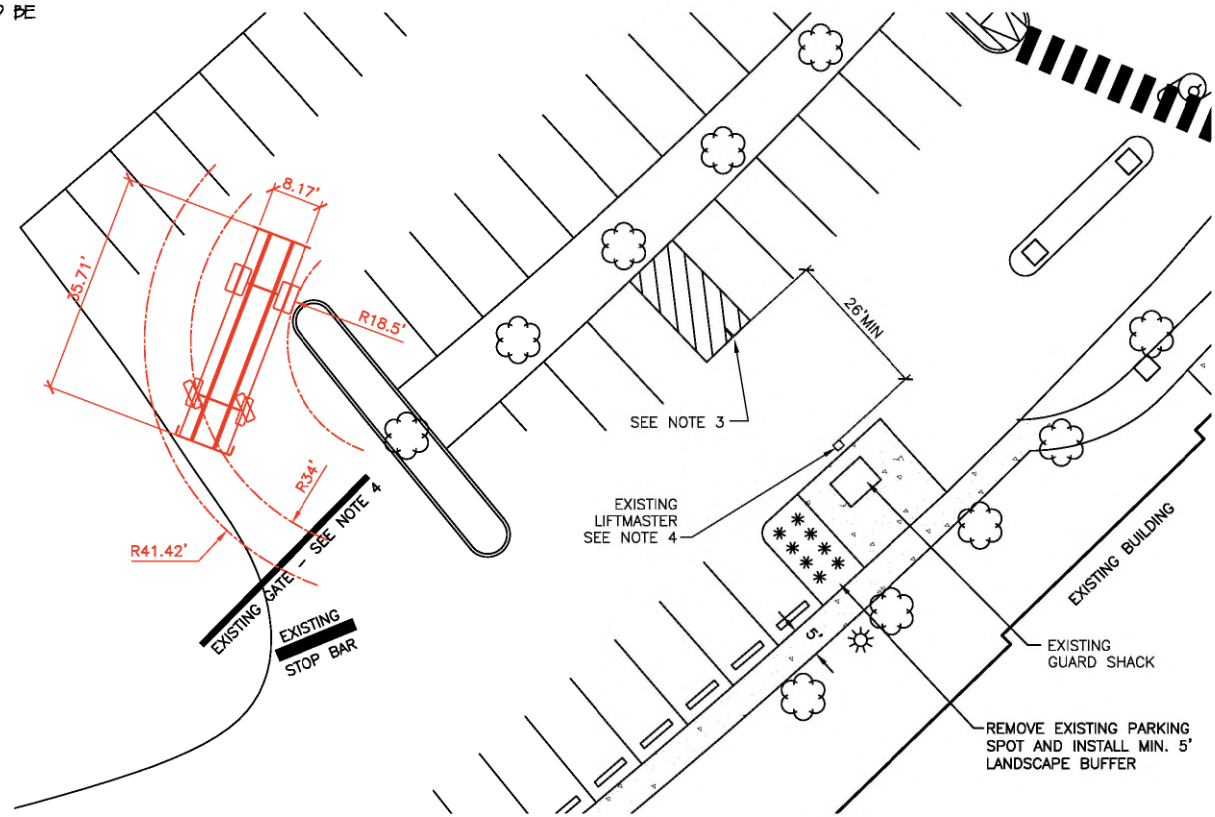 BE
8.17'
35.71'
R18.5'
26'MIN
SEE NOTE 3
EXISTING
LIFTMASTER
SEE NOTE 4
R34'
R41.42'
EXISTING GATE - SEE NOTE 4
EXISTING
STOP BAR
5'
EXISTING BUILDING
EXISTING
GUARD SHACK
REMOVE EXISTING PARKING
SPOT AND INSTALL MIN. 5'
LANDSCAPE BUFFER